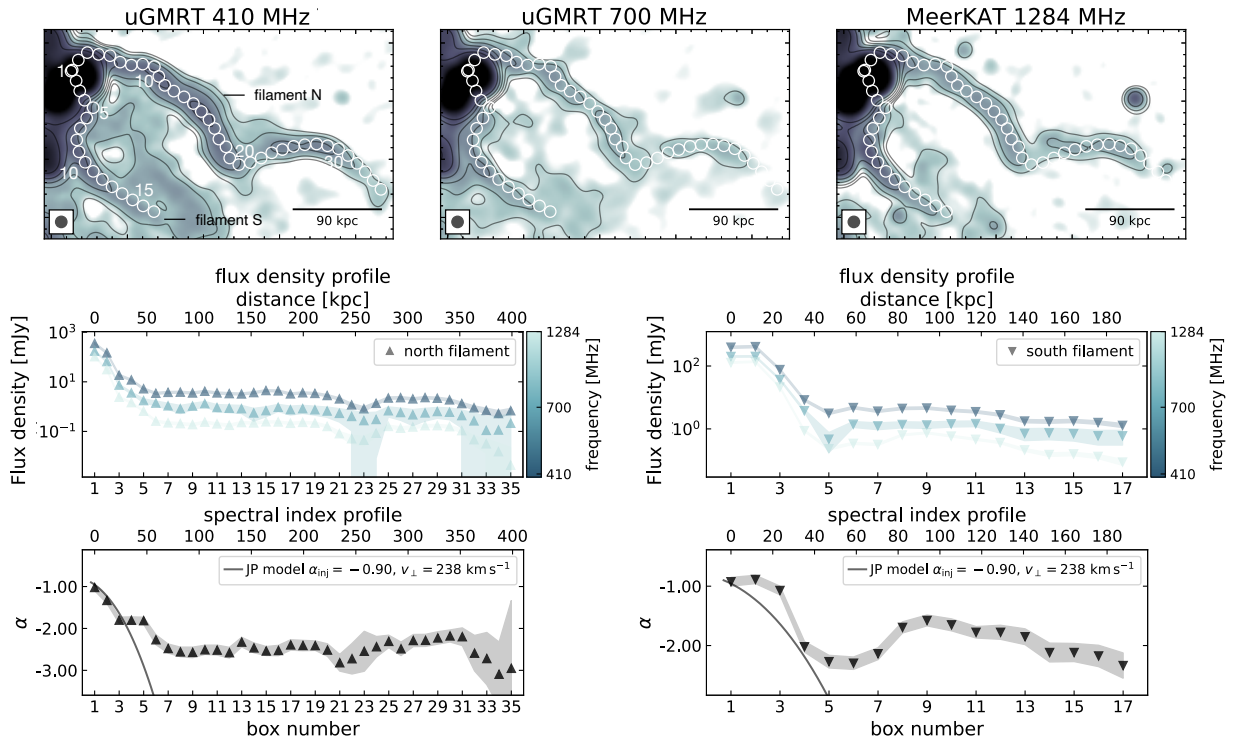 uGMRT 410 MHz
uGMRT 700 MHz
MeerKAT 1284 MHz
10
filament N
5
20
30
10
15
filament S
90 kpc
90 kpc
90 kpc
flux density profile
distance [kpc]
0 50 100 150 200 250 300 350 400
Flux density [mJy]
10³
10¹
10⁻¹
north filament
1284
700
410
frequency [MHz]
1 3 5 7 9 11 13 15 17 19 21 23 25 27 29 31 33 35
flux density profile
distance [kpc]
0 20 40 60 80 100 120 140 160 180
Flux density [mJy]
10²
10⁰
south filament
1284
700
410
frequency [MHz]
1 3 5 7 9 11 13 15 17
spectral index profile
0 50 100 150 200 250 300 350 400
α
-1.00
-2.00
-3.00
JP model α_inj = −0.90, v_⊥ = 238 km s⁻¹
1 3 5 7 9 11 13 15 17 19 21 23 25 27 29 31 33 35
box number
spectral index profile
0 20 40 60 80 100 120 140 160 180
α
-1.00
-2.00
JP model α_inj = −0.90, v_⊥ = 238 km s⁻¹
1 3 5 7 9 11 13 15 17
box number